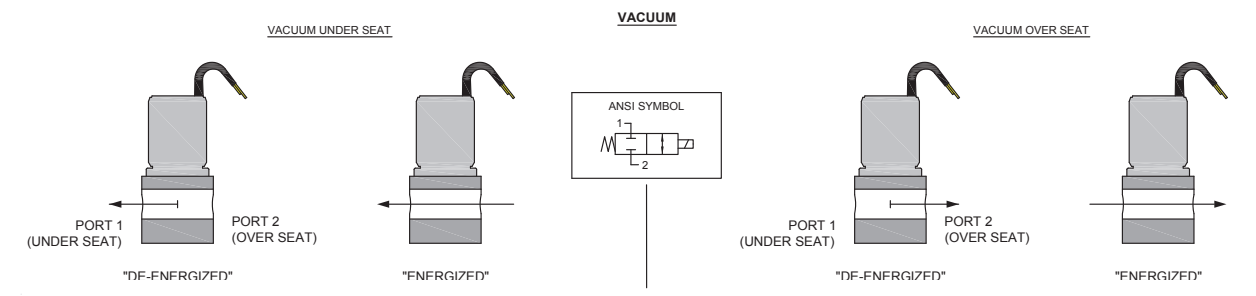 VACUUM
VACUUM UNDER SEAT
PORT 1
(UNDER SEAT)
PORT 2
(OVER SEAT)
"DE-ENERGIZED"
"ENERGIZED"
ANSI SYMBOL
1
2
VACUUM OVER SEAT
PORT 1
(UNDER SEAT)
PORT 2
(OVER SEAT)
"DE-ENERGIZED"
"ENERGIZED"